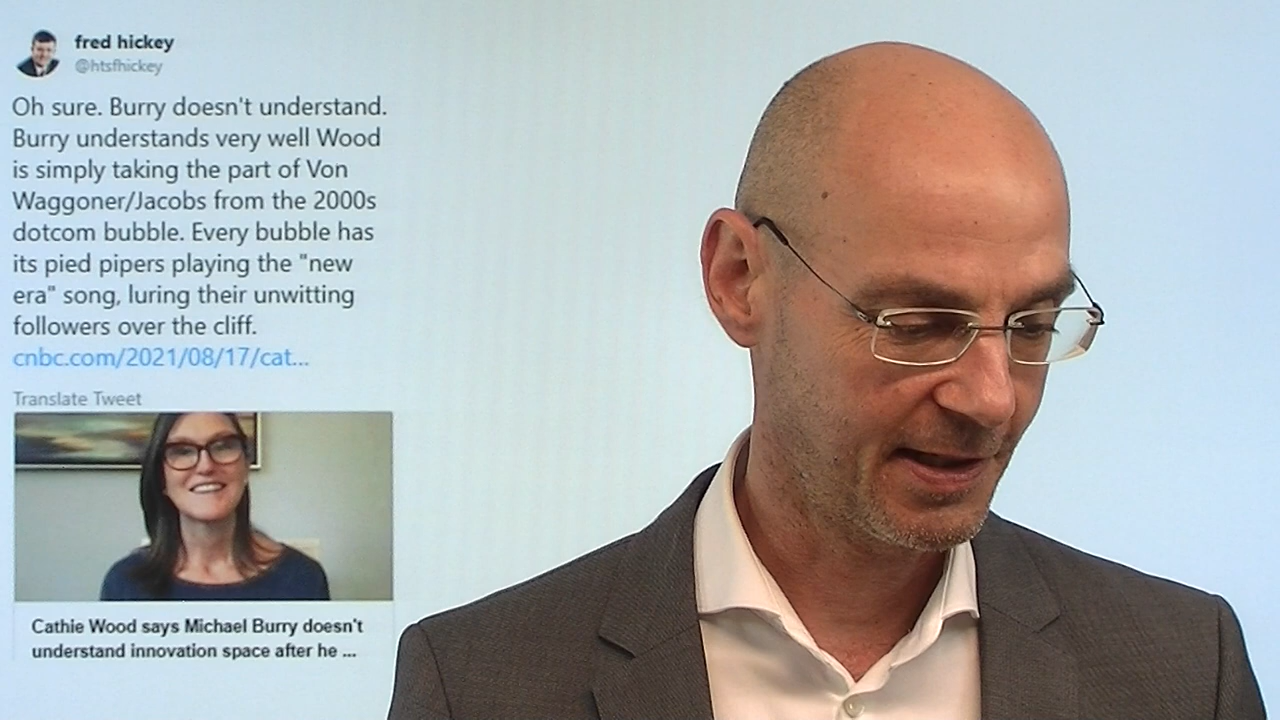 fred hickey
@htsfhickey
Oh sure. Burry doesn't understand.
Burry understands very well Wood
is simply taking the part of Von
Waggoner/Jacobs from the 2000s
dotcom bubble. Every bubble has
its pied pipers playing the "new
era" song, luring their unwitting
followers over the cliff.
cnbc.com/2021/08/17/cat...
Translate Tweet
Cathie Wood says Michael Burry doesn't
understand innovation space after he ...